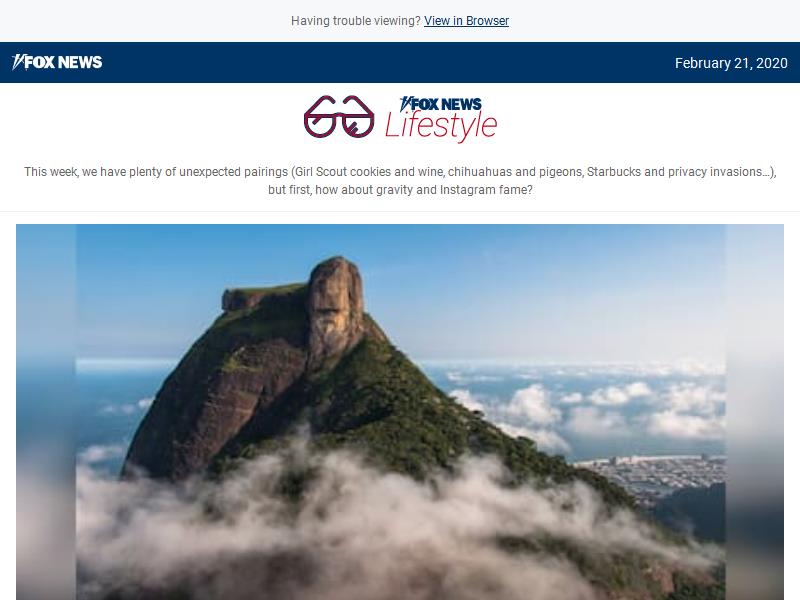 Having trouble viewing? View in Browser
FOX NEWS
February 21, 2020
FOX NEWS
Lifestyle
This week, we have plenty of unexpected pairings (Girl Scout cookies and wine, chihuahuas and pigeons, Starbucks and privacy invasions...),
but first, how about gravity and Instagram fame?